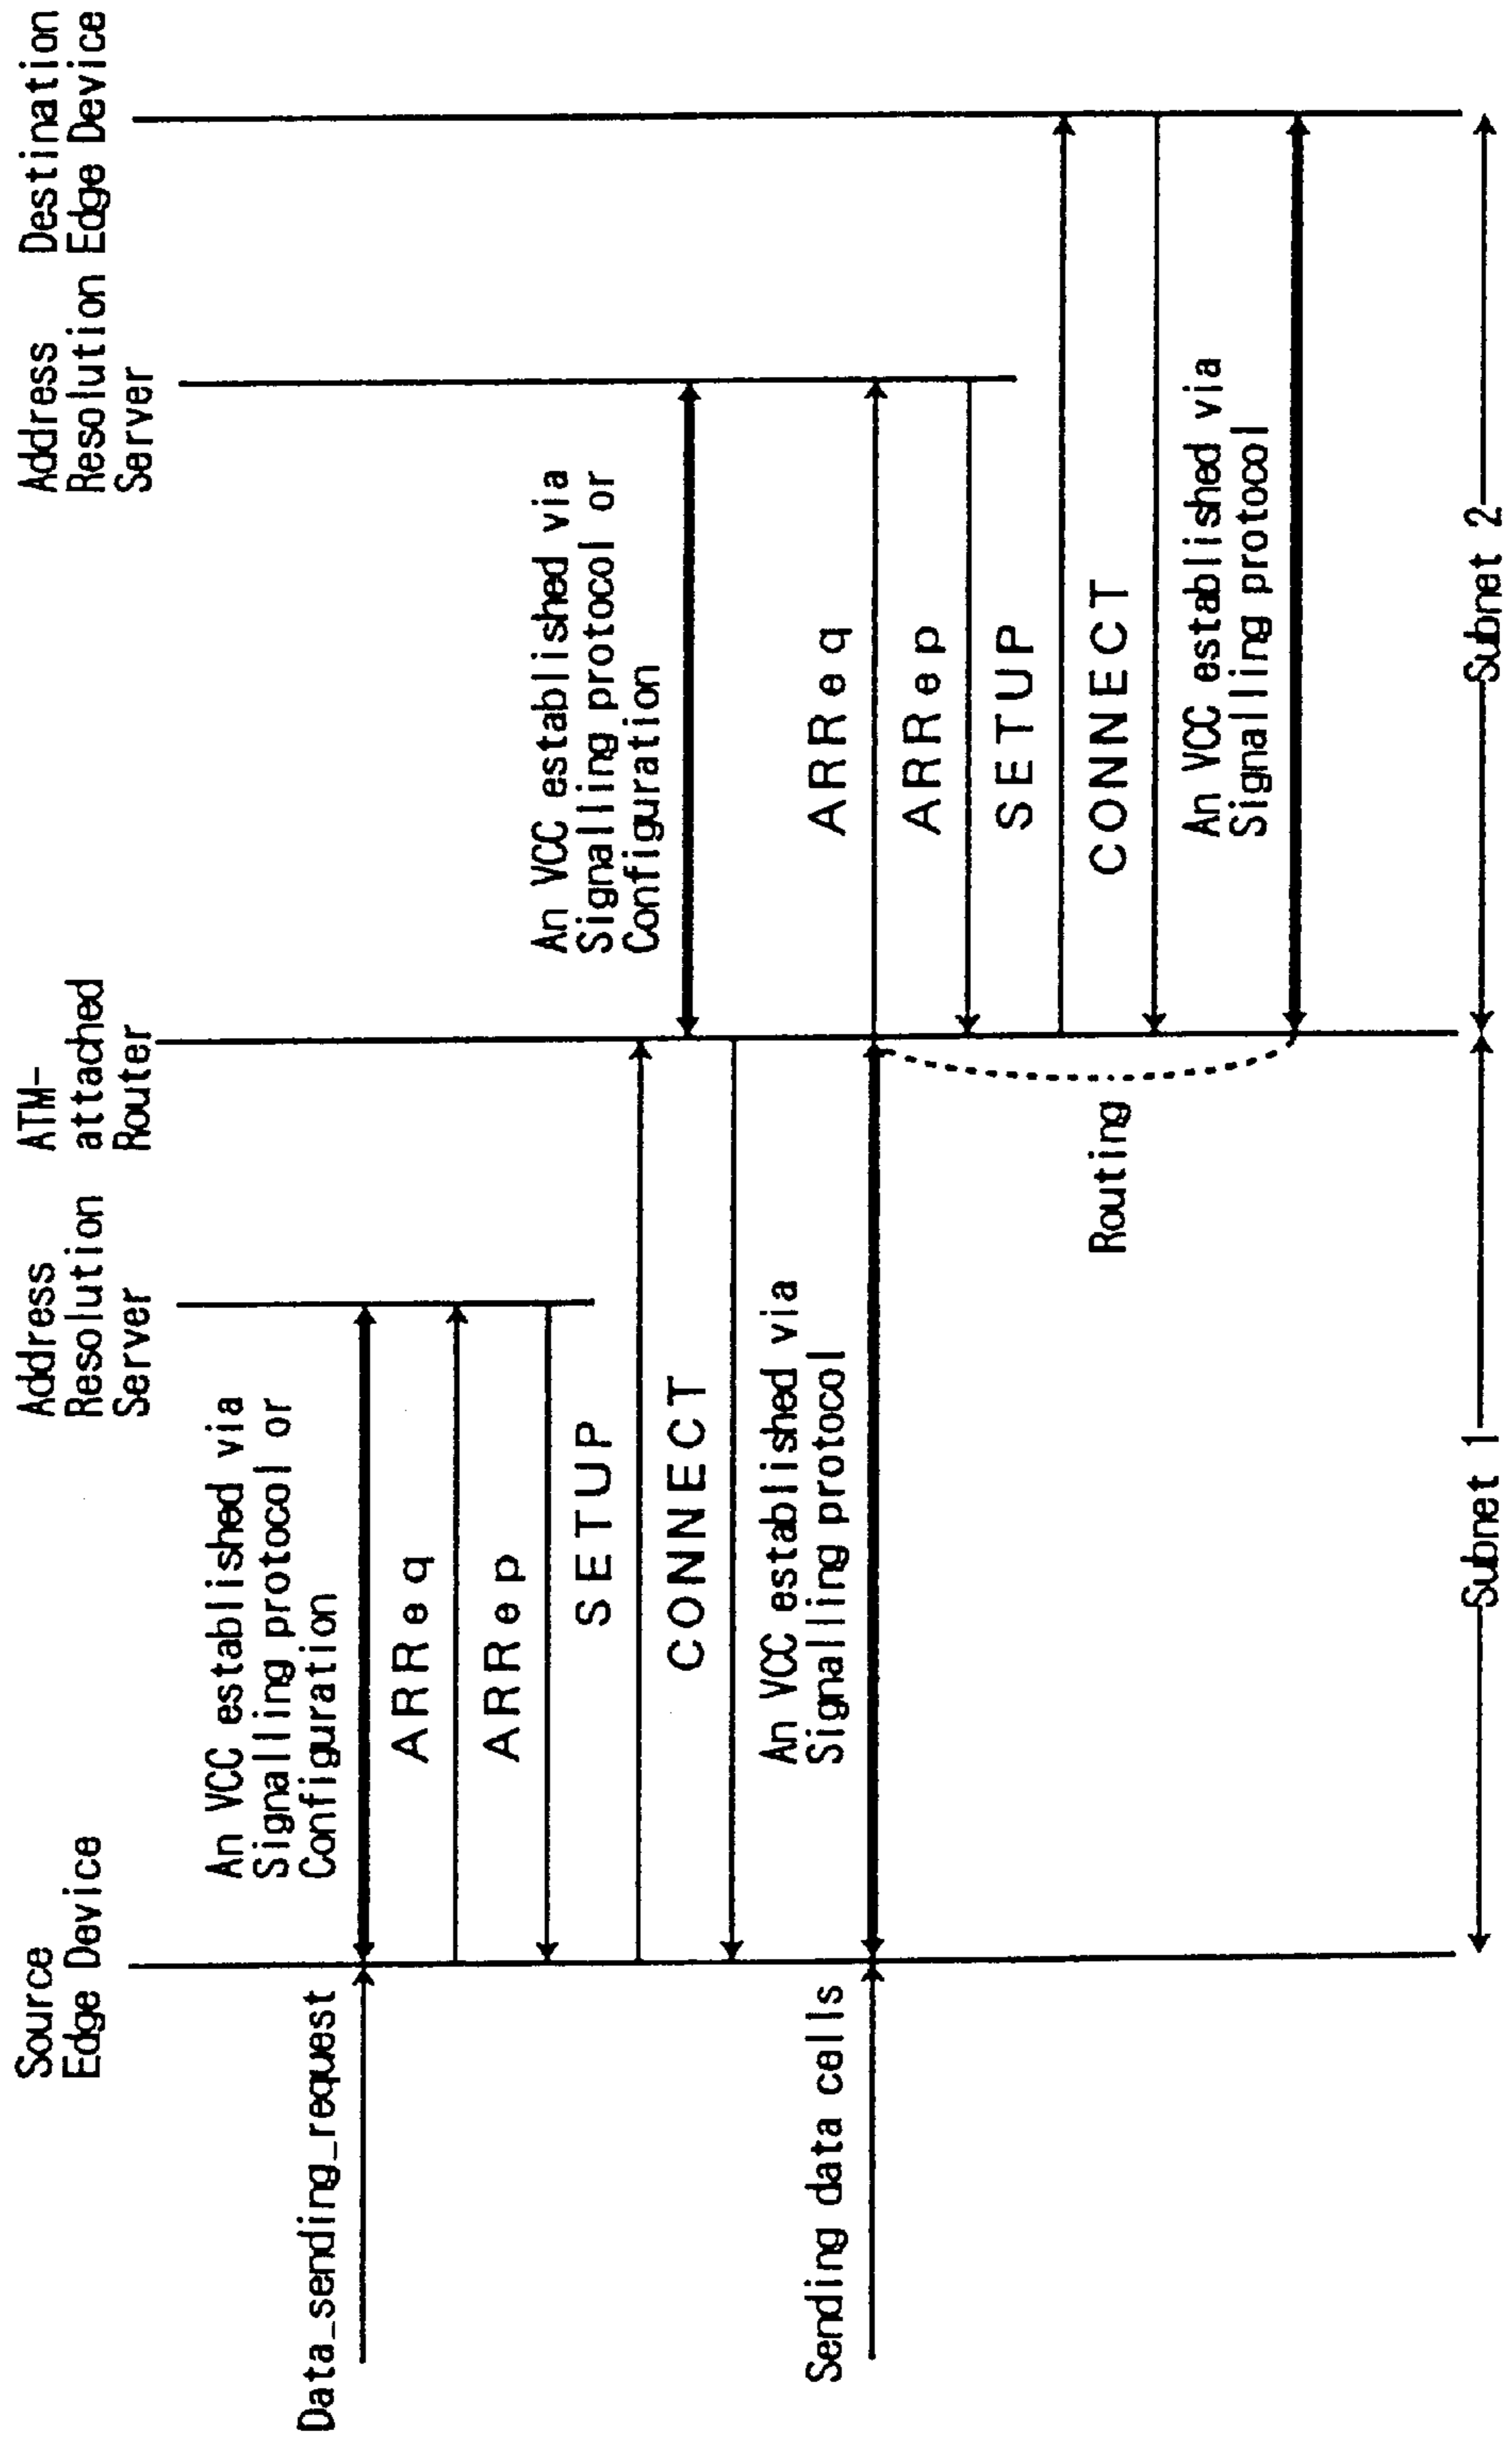 Source
Edge Device
Address
Resolution
Server
ATM-
attached
Router
Address
Resolution
Server
Destination
Edge Device
Data_sending_request
An VCC established via
Signalling protocol or
Configuration
ARReq
ARRep
SETUP
CONNECT
An VCC established via
Signalling protocol
Sending data cells
An VCC established via
Signalling protocol or
Configuration
ARReq
ARRep
SETUP
CONNECT
An VCC established via
Signalling protocol
Routing
Subnet 1
Subnet 2